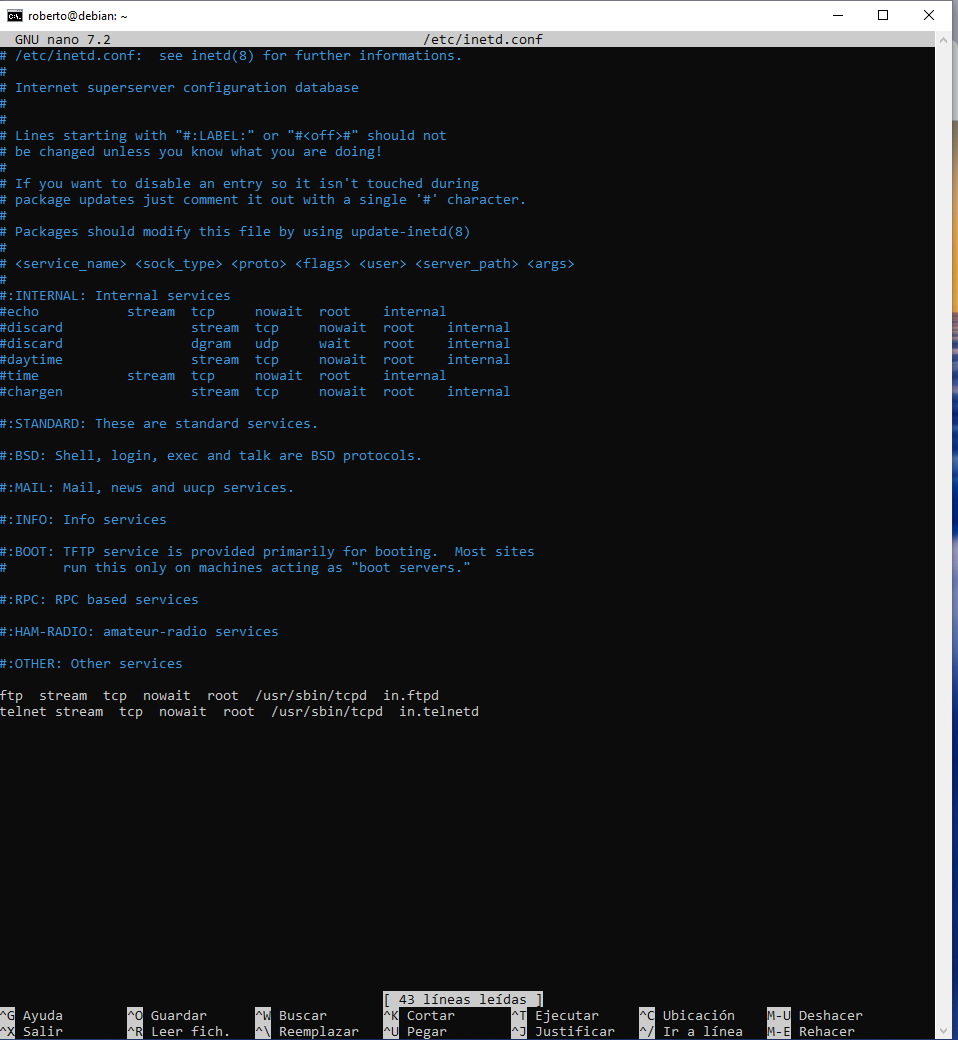 roberto@debian: ~
GNU nano 7.2 /etc/inetd.conf
# /etc/inetd.conf:  see inetd(8) for further informations.
#
# Internet superserver configuration database
#
#
# Lines starting with "#:LABEL:" or "#<off>#" should not
# be changed unless you know what you are doing!
#
# If you want to disable an entry so it isn't touched during
# package updates just comment it out with a single '#' character.
#
# Packages should modify this file by using update-inetd(8)
#
# <service_name> <sock_type> <proto> <flags> <user> <server_path> <args>
#
#:INTERNAL: Internal services
#echo stream tcp nowait root internal
#discard stream tcp nowait root internal
#discard dgram udp wait root internal
#daytime stream tcp nowait root internal
#time stream tcp nowait root internal
#chargen stream tcp nowait root internal
#:STANDARD: These are standard services.
#:BSD: Shell, login, exec and talk are BSD protocols.
#:MAIL: Mail, news and uucp services.
#:INFO: Info services
#:BOOT: TFTP service is provided primarily for booting.  Most sites
#       run this only on machines acting as "boot servers."
#:RPC: RPC based services
#:HAM-RADIO: amateur-radio services
#:OTHER: Other services
ftp  stream  tcp  nowait  root  /usr/sbin/tcpd  in.ftpd
telnet stream  tcp  nowait  root  /usr/sbin/tcpd  in.telnetd
[ 43 líneas leídas ]
^G Ayuda ^O Guardar ^W Buscar ^K Cortar ^T Ejecutar ^C Ubicación M-U Deshacer
^X Salir ^R Leer fich. ^\ Reemplazar ^U Pegar ^J Justificar ^/ Ir a línea M-E Rehacer